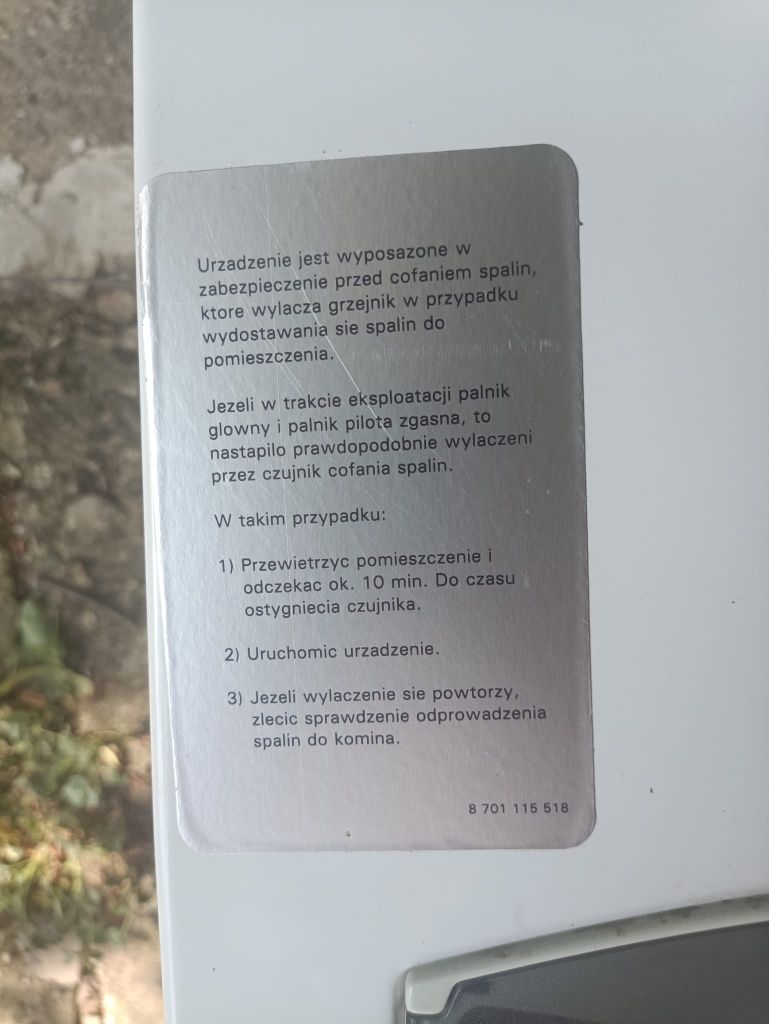 Urzadzenie jest wyposazone w
zabezpieczenie przed cofaniem spalin,
ktore wylacza grzejnik w przypadku
wydostawania sie spalin do
pomieszczenia.
Jezeli w trakcie eksploatacji palnik
glowny i palnik pilota zgasna, to
nastapilo prawdopodobnie wylaczeni
przez czujnik cofania spalin.
W takim przypadku:
1) Przewietrzyc pomieszczenie i
odczekac ok. 10 min. Do czasu
ostygniecia czujnika.
2) Uruchomic urzadzenie.
3) Jezeli wylaczenie sie powtorzy,
zlecic sprawdzenie odprowadzenia
spalin do komina.
8 701 115 518